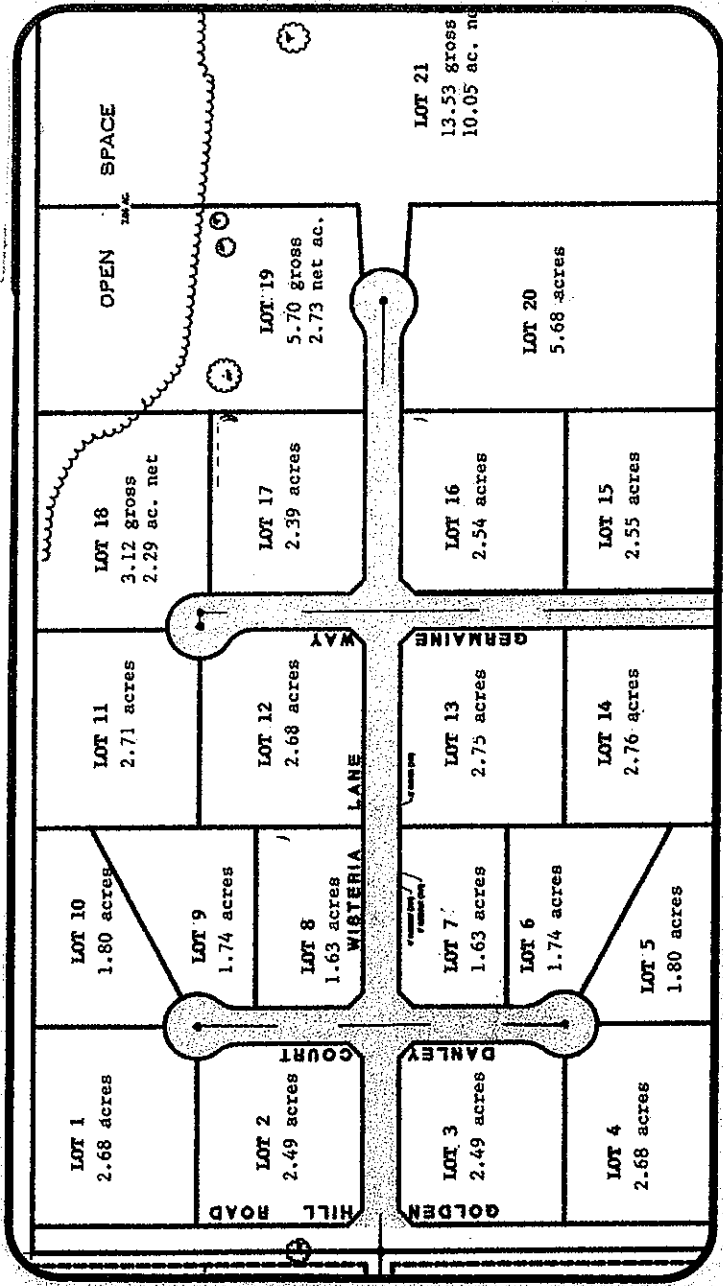 OPEN SPACE
LOT 21
13.53 gross
10.05 ac.
LOT 19
5.70 gross
2.73 net ac.
LOT 20
5.68 acres
LOT 18
3.12 gross
2.29 ac. net
LOT 17
2.39 acres
LOT 16
2.54 acres
LOT 15
2.55 acres
GERMAINE WAY
LOT 11
2.71 acres
LOT 12
2.68 acres
LOT 13
2.75 acres
LOT 14
2.76 acres
WISTERIA LANE
LOT 10
1.80 acres
LOT 9
1.74 acres
LOT 8
1.63 acres
LOT 7
1.63 acres
LOT 6
1.74 acres
LOT 5
1.80 acres
DANLEY COURT
LOT 1
2.68 acres
LOT 2
2.49 acres
LOT 3
2.49 acres
LOT 4
2.68 acres
GOLDEN HILL ROAD